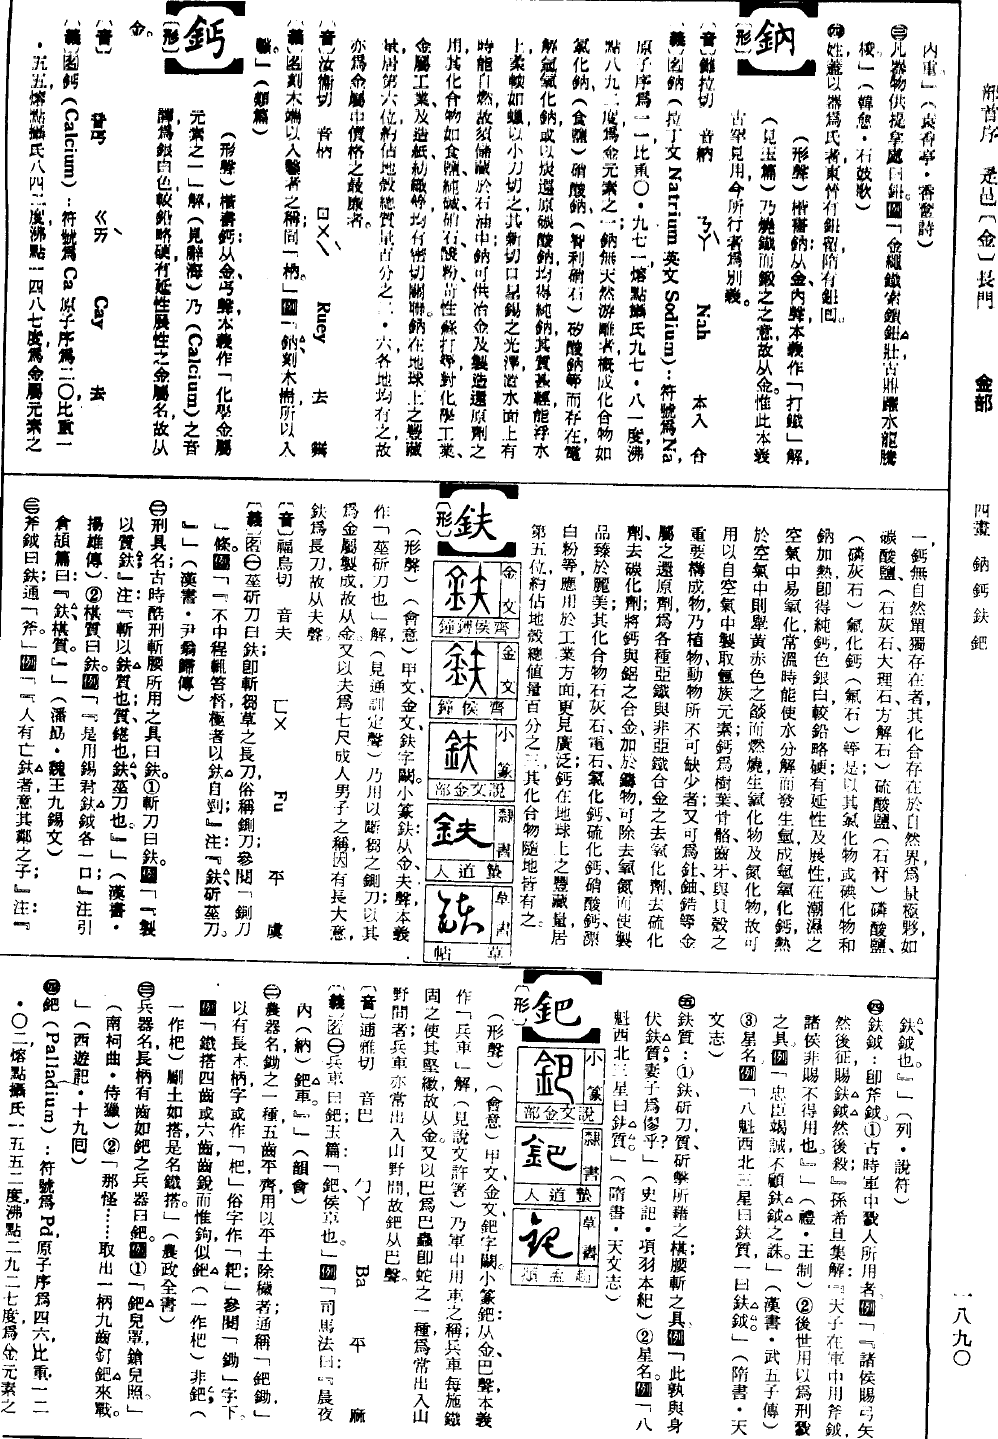 部首序 辵邑〔金〕長門 金部 四畫 鈉鈣鈇鈀 一八九〇
內重。」（袁香亭・香奩詩）
㊂凡器物供提拿處曰鈕。例「金繩鐵索鎖鈕壯，古鼎躍水龍騰
梭。」（韓愈・石鼓歌）
㊃姓，蓋以器爲氏者，東晉有鈕滔，隋有鈕回。
【鈉】
〔形〕（形聲）楷書鈉，从金、內聲，本義作「打鐵」解，
（見玉篇）乃燒鐵而鍛之之意，故从金。惟此本義
古罕見用，今所行者爲別義。
〔音〕雜拉切 音納 ㄋㄚˋ Nah 本入 合
〔義〕名鈉（拉丁文 Natrium 英文 Sodium）：符號爲 Na，
原子序爲一一，比重〇・九七一，熔點攝氏九七・八一度，沸
點八九二度，爲金元素之一；鈉無天然游離者，概成化合物如
氯化鈉（食鹽）、硝酸鈉（智利硝石）、矽酸鈉等而存在；電
解氫氧化鈉或以炭還原碳酸鈉，均得純鈉；其質甚輕，能浮水
上，柔軟如蠟，以小刀切之，其新切口呈錫之光澤，遊水面上有
時能自燃，故須儲藏於石油中；鈉可供冶金及製造還原劑之
用；其化合物如食鹽、純碱、硝石、酸粉、苛性蘇打等，對化學工業、
金屬工業及造紙、紡織等均有密切關聯；鈉在地球上之豐藏
量居第六位，約佔地殼總質量百分之二・六，各地均有之，故
亦爲金屬中價格之最廉者。
〔音〕汝衞切 音枘 ㄖㄨㄟˋ Ruey 去 霽
〔義〕名刻木端以入鑿者之稱；同「枘」。例「鈉，刻木耑所以入
鑿。」（類篇）
【鈣】
〔形〕（形聲）楷書鈣，从金、丐聲，本義作「化學金屬
元素之一」解（見辭海）乃（Calcium）之音
譯，爲銀白色，較鉛略硬，有延性展性之金屬名，故从
金。
〔音〕 音丐 ㄍㄞˋ Cay 去
〔義〕名鈣（Calcium）：符號爲 Ca，原子序爲二〇，比重一
・五五，熔點攝氏八四二度，沸點一四八七度，爲金屬元素之
一；鈣無自然單獨存在者，其化合存在於自然界爲量極夥，如
碳酸鹽（石灰石、大理石、方解石）、硫酸鹽（石膏）、磷酸鹽
（磷灰石）、氟化鈣（氟石）等是；以其氯化物或碘化物和
鈉加熱，即得純鈣；色銀白，較鉛略硬，有延性及展性；在潮濕之
空氣中易氧化，常溫時能使水分解而發生氫，成氫氧化鈣；熱
於空氣中則舉黃赤色之燄而燃燒，生氧化物及氮化物，故可
用以自空氣中製取氬族元素；鈣爲樹葉、骨骼、齒牙與貝殼之
重要構成物，乃植物動物所不可缺少者；又可爲釷、鈾、鋯等金
屬之還原劑，爲各種亞鐵與非亞鐵合金之去氧化劑、去硫化
劑、去碳化劑；將鈣與鋁之合金加於鑄物，可除去氧氮而使製
品臻於麗美；其化合物石灰石、電石、氯化鈣、硫化鈣、硝酸鈣、漂
白粉等，應用於工業方面更見廣泛；鈣在地球上之豐藏量居
第五位，約佔地殼總值量百分之三，其化合物隨地皆有之。
【鈇】
〔形〕
金文 齊侯鎛鐘
金文 齊侯鐘
小篆 說文金部
隸書 螫道人
草書 草帖
（形聲）（會意）甲文金文鈇字闕。小篆鈇，从金、夫聲，本義
作「莝斫刀也」解，（見通訓定聲）乃用以斷芻之鍘刀，以其
爲金屬製成，故从金。又以夫爲七尺成人男子之稱，因有長大意，
鈇爲長刀，故从夫聲。
〔音〕福烏切 音夫 ㄈㄨ Fu 平 虞
〔義〕名㊀莝斫刀曰鈇，卽斬芻草之長刀，俗稱鍘刀，參閱「鍘刀
」條。例「『不中程輒笞督，極者以鈇自剄』注：『鈇，斫莝刀。
』」（漢書・尹翁歸傳）
㊁刑具名，古時酷刑斬腰所用之具曰鈇。①斬刀曰鈇。例「『製
以質鈇』注：『斬以鈇質也。質，椹也；鈇，莝刀也。』」（漢書・
揚雄傳）②椹質曰鈇。例「『是用錫君鈇鉞各一口』注引
倉頡篇曰：『鈇，椹質。』」（潘勗・魏王九錫文）
㊂斧鉞曰鈇；通「斧。」例「『人有亡鈇者，意其鄰之子；』注：『
鈇，鉞也。』」（列・說符）
㊃鈇鉞：卽斧鉞。①古時軍中戮人所用者。例「『諸侯賜弓矢
然後征，賜鈇鉞然後殺。』孫希旦集解：『天子在軍中用斧鉞，
諸侯非賜不得用也。』」（禮・王制）②後世用以爲刑戮
之具。例「忠臣竭誠，不顧鈇鉞之誅。」（漢書・武五子傳）
③星名。例「八魁西北三星曰鈇質，一曰鈇鉞。」（隋書・天
文志）
㊄鈇質：①鈇，斫刀；質，斫擊所藉之椹，腰斬之具。例「此孰與身
伏鈇質，妻子爲僇乎？」（史記・項羽本紀）②星名。例「八
魁西北三星曰鈇質。」（隋書・天文志）
【鈀】
〔形〕
小篆 說文金部
隸書 螫道人
草書 趙孟頫
（形聲）（會意）甲文金文鈀字闕。小篆鈀，从金、巴聲，本義
作「兵車」解，（見說文許箸）乃軍中用車之稱，兵車每施鐵
固之使其堅緻，故从金。又以巴爲巴蟲，卽蛇之一種，爲常出入山
野間者；兵車亦常出入山野間，故鈀从巴聲。
〔音〕逋雅切 音巴 ㄅㄚ Ba 平 麻
〔義〕名㊀兵車曰鈀；玉篇：「鈀，侯車也。」例「司馬法曰：『晨夜
內（納）鈀車。』」（韻會）
㊁農器名，鋤之一種，五齒平齊，用以平土除穢者，通稱「鈀鋤，」
以有長木柄，字或作「杷，」俗字作「耙，」參閱「鋤」字下。
例「鐵搭，四齒或六齒，齒銳而惟鉤，似鈀（一作杷）非鈀（
一作杷）劚土如搭，是名鐵搭。」（農政全書）
㊂兵器名，長柄有齒如鈀之兵器曰鈀。例①「鈀兒罩，鎗兒照。」
（南柯曲・侍獵）②「那怪……取出一柄九齒釘鈀來戰。
」（西遊記・十九回）
㊃鈀（Palladium）：符號爲 Pd，原子序爲四六，比重一二
・〇二，熔點攝氏一五五二度，沸點二九二七度，爲金元素之